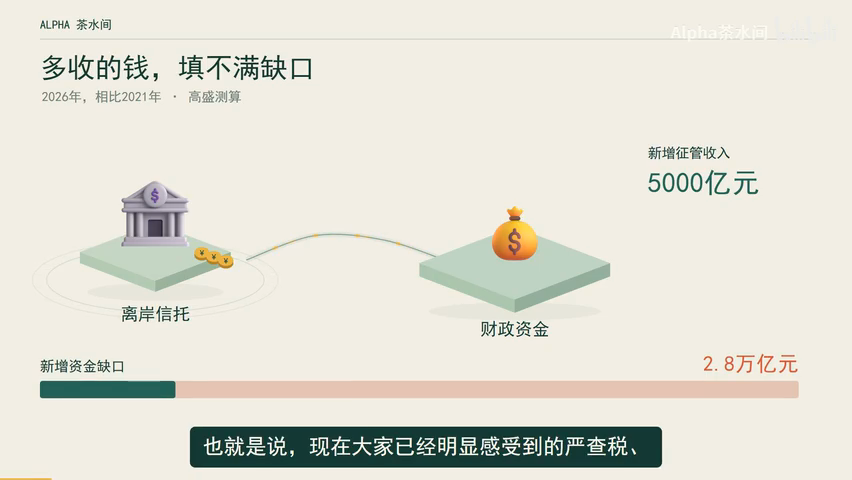 ALPHA 茶水间
Alpha茶水间
多收的钱，填不满缺口
2026年，相比2021年 · 高盛测算
新增征管收入
5000亿元
离岸信托
财政资金
新增资金缺口
2.8万亿元
也就是说，现在大家已经明显感受到的严查税、